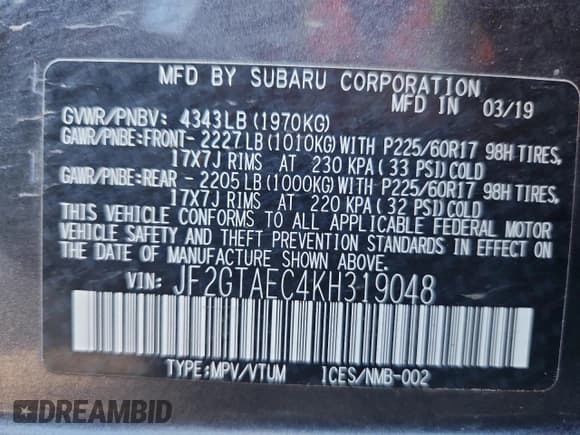 MFD BY SUBARU CORPORATION
MFD IN 03/19
GVWR/PNBV: 4343LB(1970KG)
GAWR/PNBE:FRONT-2227LB(1010KG)WITH P225/60R17 98H TIRES,
17X7J RIMS AT 230 KPA(33 PSI)COLD
GAWR/PNBE:REAR -2205LB(1000KG)WITH P225/60R17 98H TIRES,
17X7J RIMS AT 220 KPA(32 PSI)COLD
THIS VEHICLE CONFORMS TO ALL APPLICABLE FEDERAL MOTOR
VEHICLE SAFETY AND THEFT PREVENTION STANDARDS IN EFFECT ON
THE DATE OF MANUFACTURE SHOWN ABOVE.
VIN: JF2GTAEC4KH319048
TYPE:MPV/VTUM ICES/NMB-002
DREAMBID